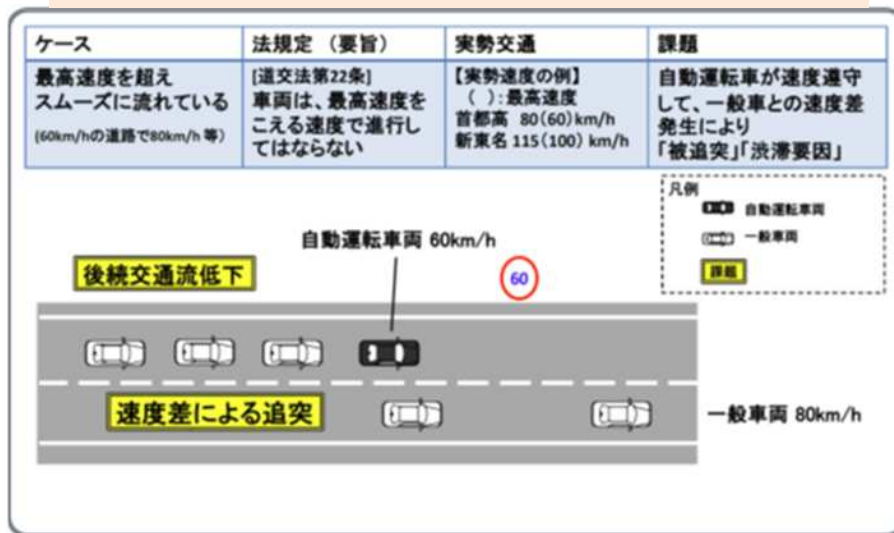 ケース
法規定 （要旨）
実勢交通
課題
最高速度を超え
スムーズに流れている
(60km/hの道路で80km/h 等)
[道交法第22条]
車両は、最高速度を
こえる速度で進行し
てはならない
【実勢速度の例】
( ):最高速度
首都高 80(60)km/h
新東名 115(100) km/h
自動運転車が速度遵守
して、一般車との速度差
発生により
「被追突」「渋滞要因」
凡例
自動運転車両
一般車両
課題
自動運転車両 60km/h
後続交通流低下
60
速度差による追突
一般車両 80km/h